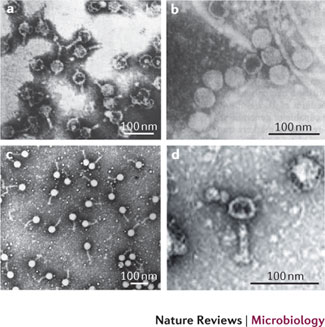 a
b
100 nm
100 nm
c
d
100 nm
100 nm
Nature Reviews | Microbiology